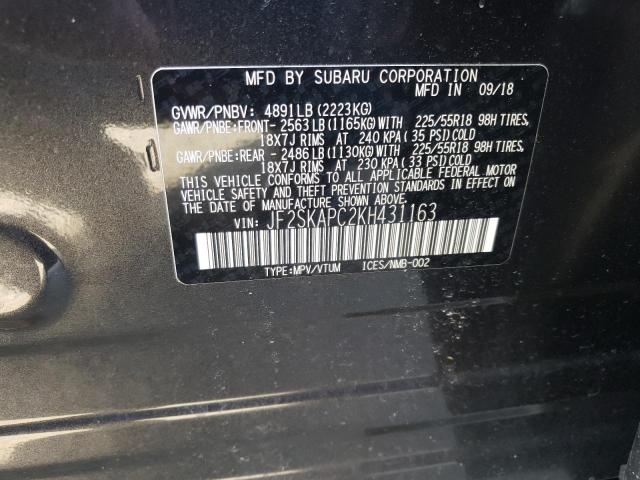 MFD BY SUBARU CORPORATION
MFD IN 09/18
GVWR/PNBV: 4891LB(2223KG)
GAWR/PNBE:FRONT-2563LB(1165KG)WITH 225/55R18 98H TIRES,
18X7J RIMS AT 240 KPA(35 PSI)COLD
GAWR/PNBE:REAR -2486LB(1130KG)WITH 225/55R18 98H TIRES,
18X7J RIMS AT 230 KPA(33 PSI)COLD
THIS VEHICLE CONFORMS TO ALL APPLICABLE FEDERAL MOTOR
VEHICLE SAFETY AND THEFT PREVENTION STANDARDS IN EFFECT
ON THE DATE OF MANUFACTURE SHOWN ABOVE.
VIN: JF2SKAPC2KH431163
TYPE:MPV/VTUM ICES/NMB-002